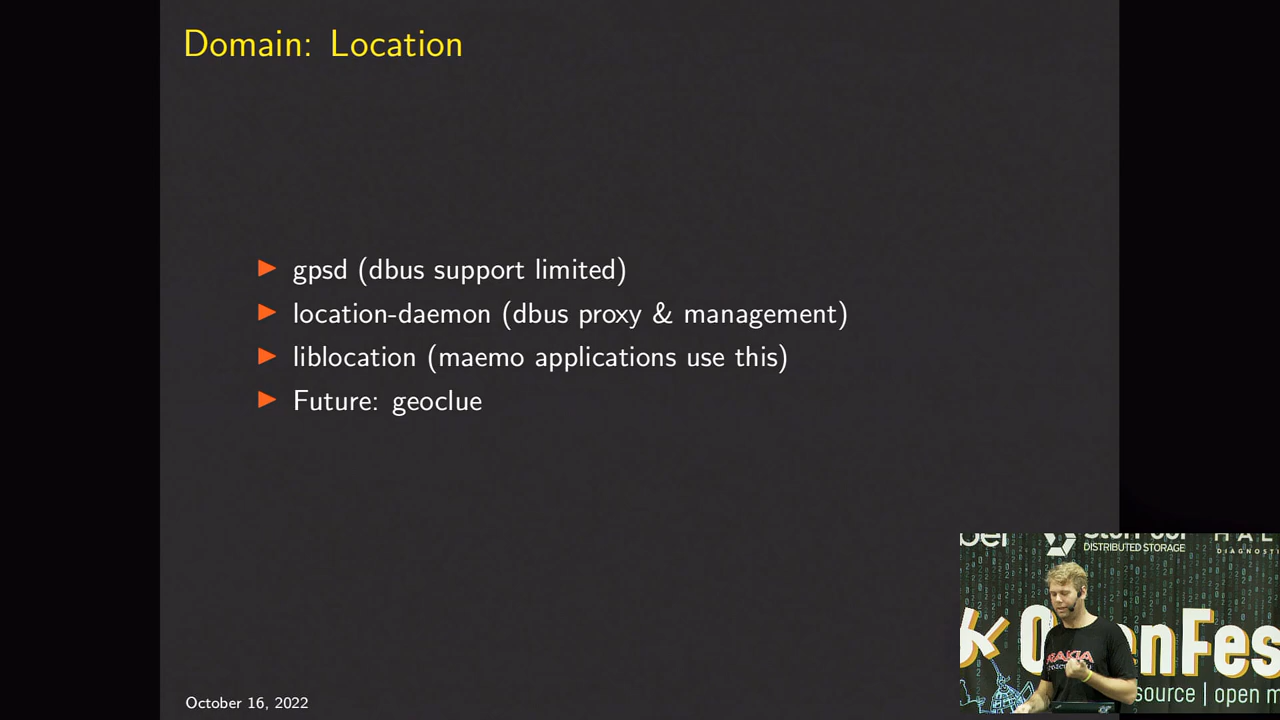 Domain: Location
▶ gpsd (dbus support limited)
▶ location-daemon (dbus proxy & management)
▶ liblocation (maemo applications use this)
▶ Future: geoclue
DISTRIBUTED STORAGE
October 16, 2022
source | open